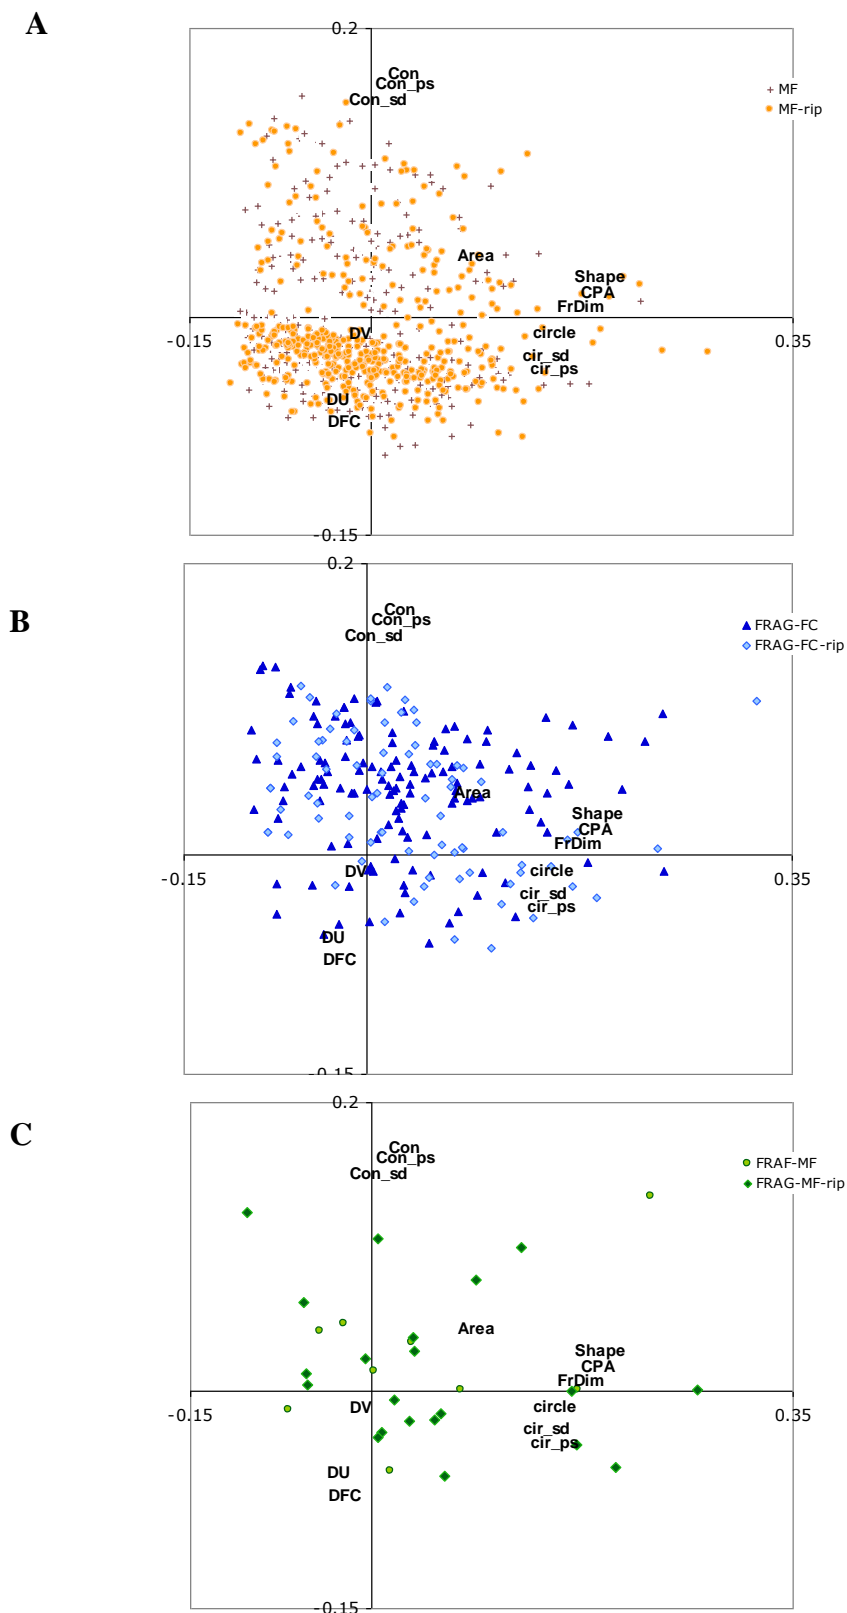 A
0.2
Con
Con_ps
Con_sd
MF
MF-rip
Area
Shape
CPA
FrDim
-0.15
DV
circle
0.35
cir_sd
cir_ps
DU
DFC
-0.15
0.2
B
Con
Con_ps
Con_sd
FRAG-FC
FRAG-FC-rip
Area
Shape
CPA
FrDim
-0.15
DV
circle
0.35
cir_sd
cir_ps
DU
DFC
-0.15
0.2
C
Con
Con_ps
Con_sd
FRAF-MF
FRAG-MF-rip
Area
Shape
CPA
FrDim
-0.15
DV
circle
0.35
cir_sd
cir_ps
DU
DFC
-0.15